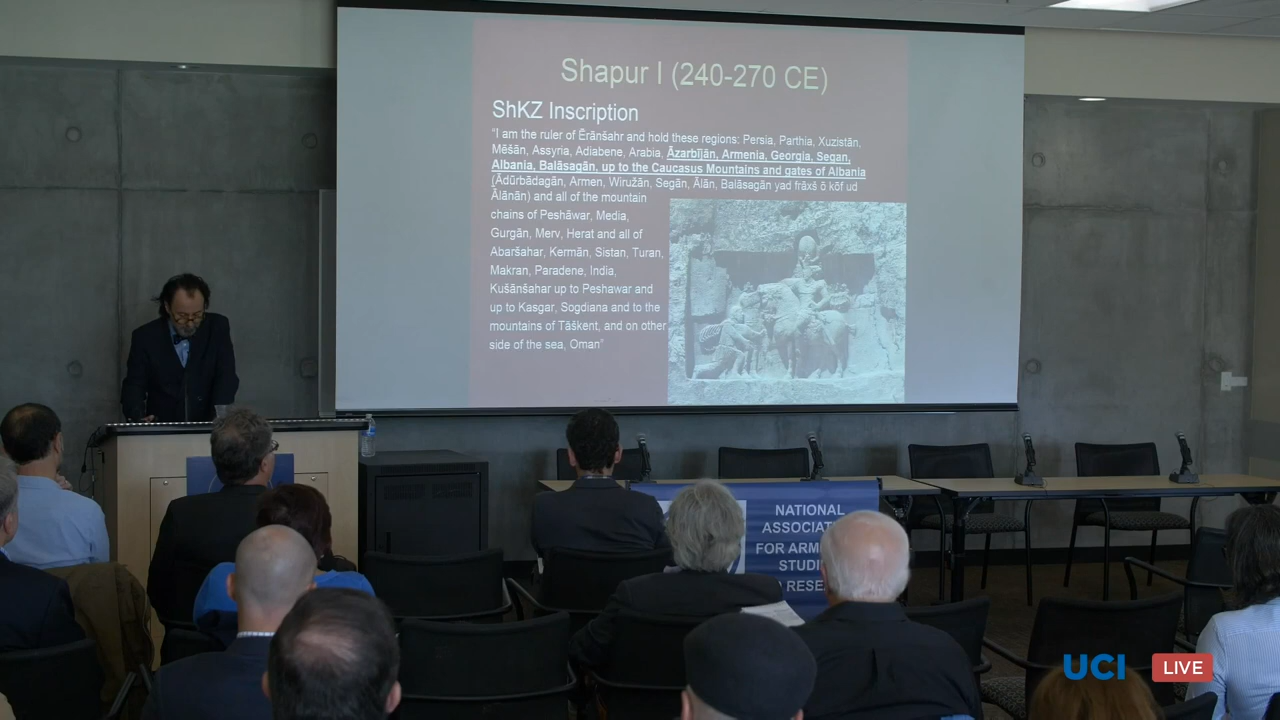 Shapur I (240-270 CE)
ShKZ Inscription
"I am the ruler of Ērānšahr and hold these regions: Persia, Parthia, Xuzistān,
Mēšān, Assyria, Adiabene, Arabia, Āzarbījān, Armenia, Georgia, Segan,
Albania, Balāsagān, up to the Caucasus Mountains and gates of Albania
(Ādūrbādagān, Armen, Wiružān, Segān, Ālān, Balāsagān yad frāxš ō kōf ud
Ālānān) and all of the mountain
chains of Peshāwar, Media,
Gurgān, Merv, Herat and all of
Abaršahar, Kermān, Sistan, Turan,
Makran, Paradene, India,
Kušānšahar up to Peshawar and
up to Kasgar, Sogdiana and to the
mountains of Tāškent, and on other
side of the sea, Oman"
NATIONAL
ASSOCIAT
FOR ARM
STUDI
RESE
UCI LIVE